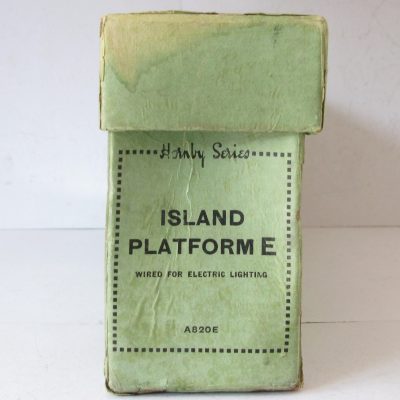 Hornby Series
ISLAND
PLATFORM E
WIRED FOR ELECTRIC LIGHTING
A820E